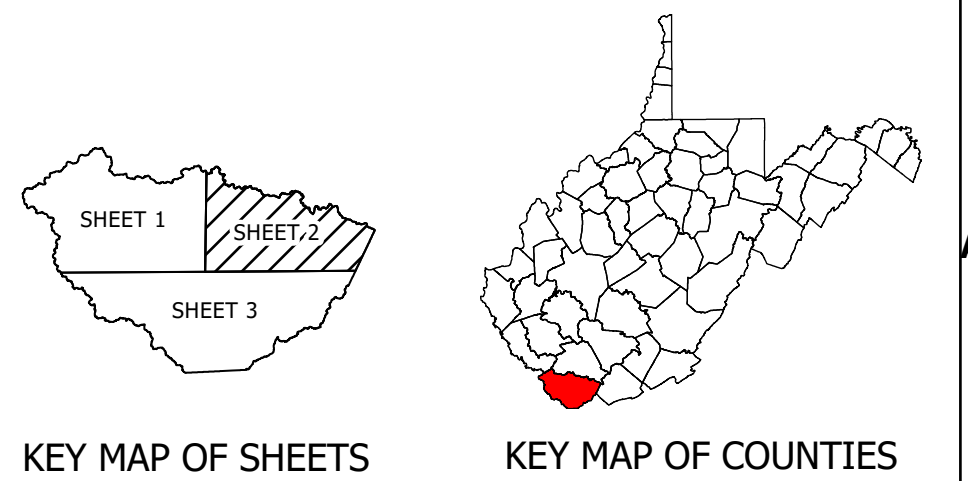 SHEET 1
SHEET 2
SHEET 3
KEY MAP OF SHEETS
KEY MAP OF COUNTIES